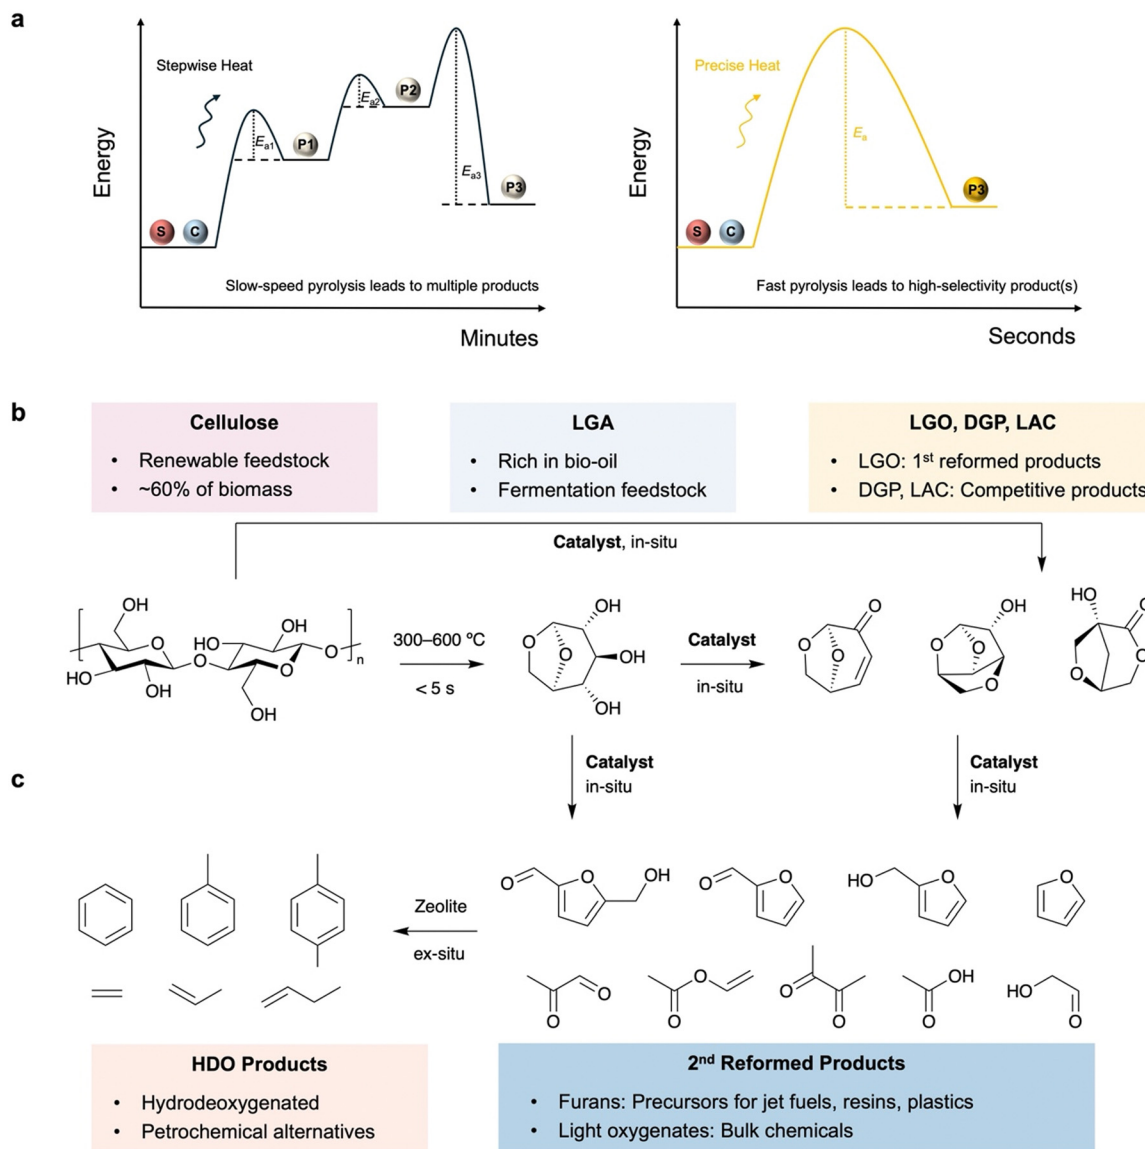 a
Stepwise Heat
Energy
E_a1
P1
E_a2
P2
E_a3
P3
S C
Slow-speed pyrolysis leads to multiple products
Minutes
Precise Heat
Energy
E_a
P3
S C
Fast pyrolysis leads to high-selectivity product(s)
Seconds
b
Cellulose
• Renewable feedstock
• ~60% of biomass
LGA
• Rich in bio-oil
• Fermentation feedstock
LGO, DGP, LAC
• LGO: 1st reformed products
• DGP, LAC: Competitive products
Catalyst, in-situ
OH
O
HO
OH
O
HO
OH
O
OH
O
n
300–600 ºC
< 5 s
O
O
OH
OH
OH
Catalyst
in-situ
O
O
O
O
O
OH
O
HO
O
O
O
Catalyst
in-situ
Catalyst
in-situ
c
Zeolite
ex-situ
O
O
OH
O
O
HO
O
O
O
O
O
O
O
O
OH
O
HO
O
HDO Products
• Hydrodeoxygenated
• Petrochemical alternatives
2nd Reformed Products
• Furans: Precursors for jet fuels, resins, plastics
• Light oxygenates: Bulk chemicals